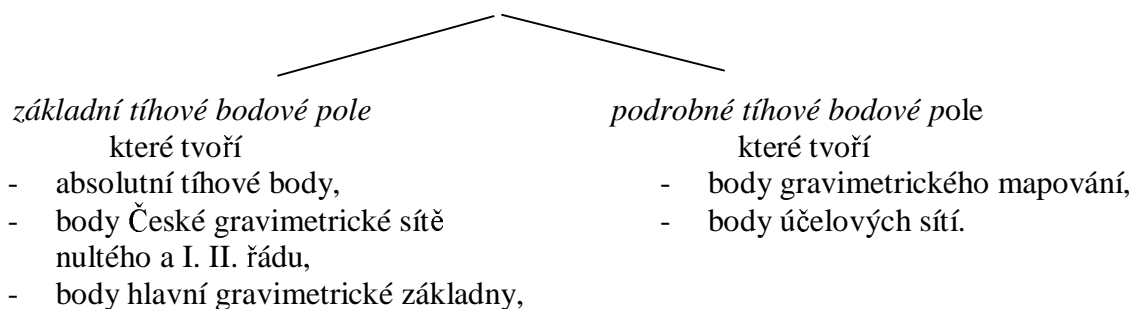 základní tíhové bodové pole
které tvoří
- absolutní tíhové body,
- body České gravimetrické sítě
nultého a I. II. řádu,
- body hlavní gravimetrické základny,
podrobné tíhové bodové pole
které tvoří
- body gravimetrického mapování,
- body účelových sítí.